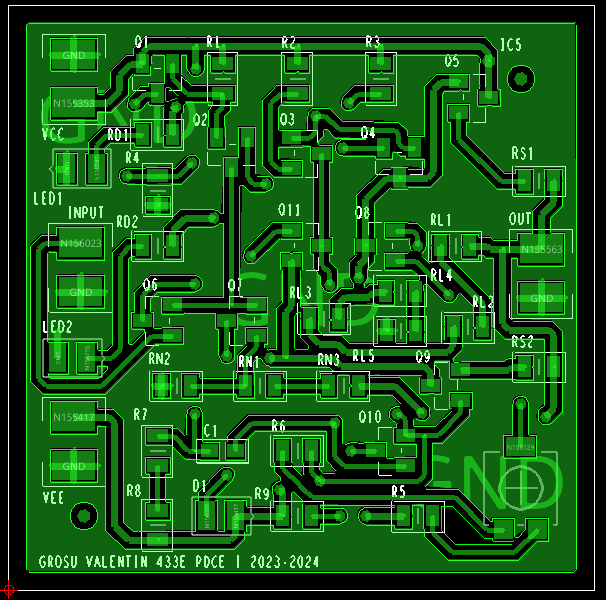 Q1 R1 R2 R3 IC5
GND Q5
N155353
VCC RD1 Q2 Q3 Q4
R4 RS1
LED1
INPUT RD2 Q11 Q8 RL1 OUT
N156023 N155563
GND Q6 Q7 RL3 RL4 GND
RL2
LED2 RS2
RN2 RN1 RN3 RL5 Q9
N155417 R7 C1 R6 Q10
N155129
GND
VEE R8 D1 R9 R5
GND
GROSU VALENTIN 433E PDCE I 2023-2024